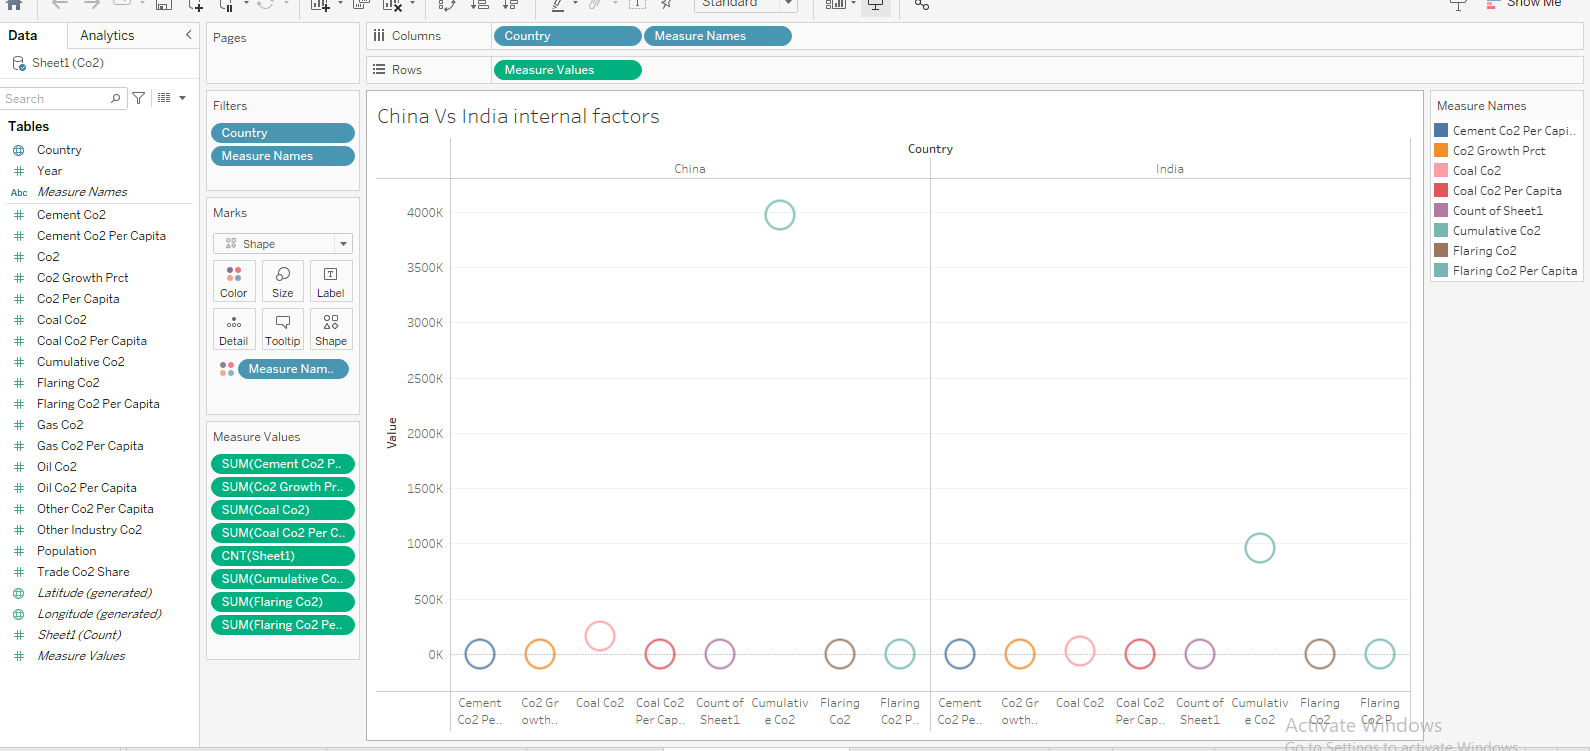 Standard
Show Me
Data
Analytics
Sheet1 (Co2)
Search
Tables
Country
Year
Abc
Measure Names
Cement Co2
Cement Co2 Per Capita
Co2
Co2 Growth Prct
Co2 Per Capita
Coal Co2
Coal Co2 Per Capita
Cumulative Co2
Flaring Co2
Flaring Co2 Per Capita
Gas Co2
Gas Co2 Per Capita
Oil Co2
Oil Co2 Per Capita
Other Co2 Per Capita
Other Industry Co2
Population
Trade Co2 Share
Latitude (generated)
Longitude (generated)
Sheet1 (Count)
Measure Values
Pages
Filters
Country
Measure Names
Marks
Shape
Color
Size
Label
Detail
Tooltip
Shape
Measure Nam..
Measure Values
SUM(Cement Co2 P..
SUM(Co2 Growth Pr..
SUM(Coal Co2)
SUM(Coal Co2 Per C..
CNT(Sheet1)
SUM(Cumulative Co..
SUM(Flaring Co2)
SUM(Flaring Co2 Pe..
Columns
Country
Measure Names
Rows
Measure Values
China Vs India internal factors
Country
China
India
4000K
3500K
3000K
2500K
2000K
1500K
1000K
500K
0K
Value
Cement
Co2 Pe..
Co2 Gr
owth..
Coal Co2
Coal Co2
Per Cap..
Count of
Sheet1
Cumulativ
e Co2
Flaring
Co2
Flaring
Co2 P..
Cement
Co2 Pe..
Co2 Gr
owth..
Coal Co2
Coal Co2
Per Cap..
Count of
Sheet1
Cumulativ
e Co2
Flaring
Co2
Flaring
Co2 P..
Measure Names
Cement Co2 Per Capi..
Co2 Growth Prct
Coal Co2
Coal Co2 Per Capita
Count of Sheet1
Cumulative Co2
Flaring Co2
Flaring Co2 Per Capita
Activate Windows
Go to Settings to activate Windows.